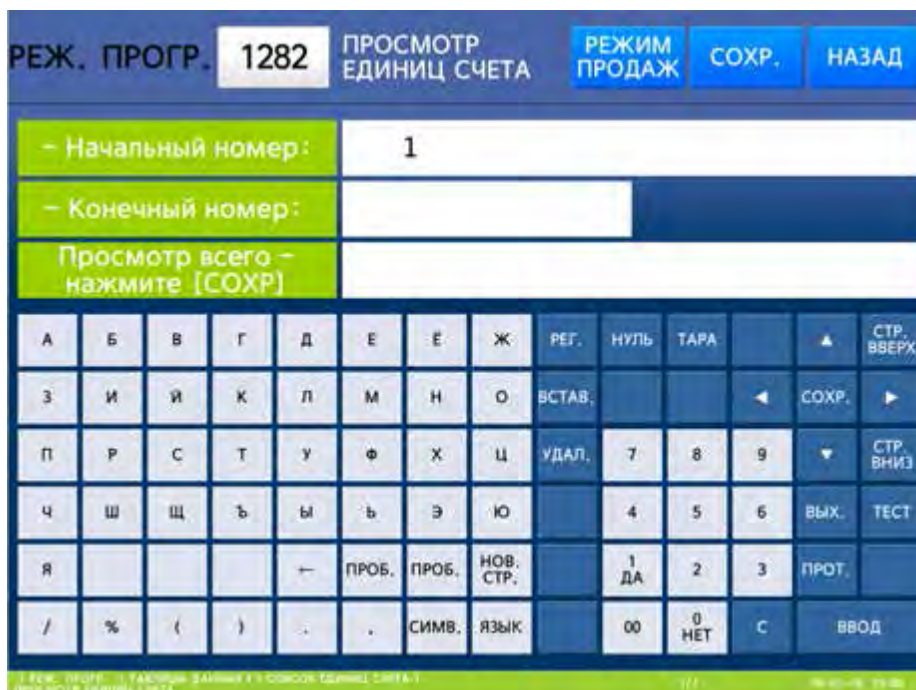 РЕЖ. ПРОГР. 1282 ПРОСМОТР ЕДИНИЦ СЧЕТА РЕЖИМ ПРОДАЖ СОХР. НАЗАД
- Начальный номер: 1
- Конечный номер:
Просмотр всего -
нажмите [СОХР]
А Б В Г Д Е Ё Ж РЕГ. НУЛЬ ТАРА ▲ СТР. ВВЕРХ
З И Й К Л М Н О ВСТАВ. ◀ СОХР. ▶
П Р С Т У Ф Х Ц УДАЛ. 7 8 9 ▼ СТР. ВНИЗ
Ч Ш Щ Ъ Ы Ь Э Ю 4 5 6 ВЫХ. ТЕСТ
Я ← ПРОБ. ПРОБ. НОВ. СТР. 1 ДА 2 3 ПРОТ.
/ % ( ) . , СИМВ. ЯЗЫК 00 0 НЕТ C ВВОД